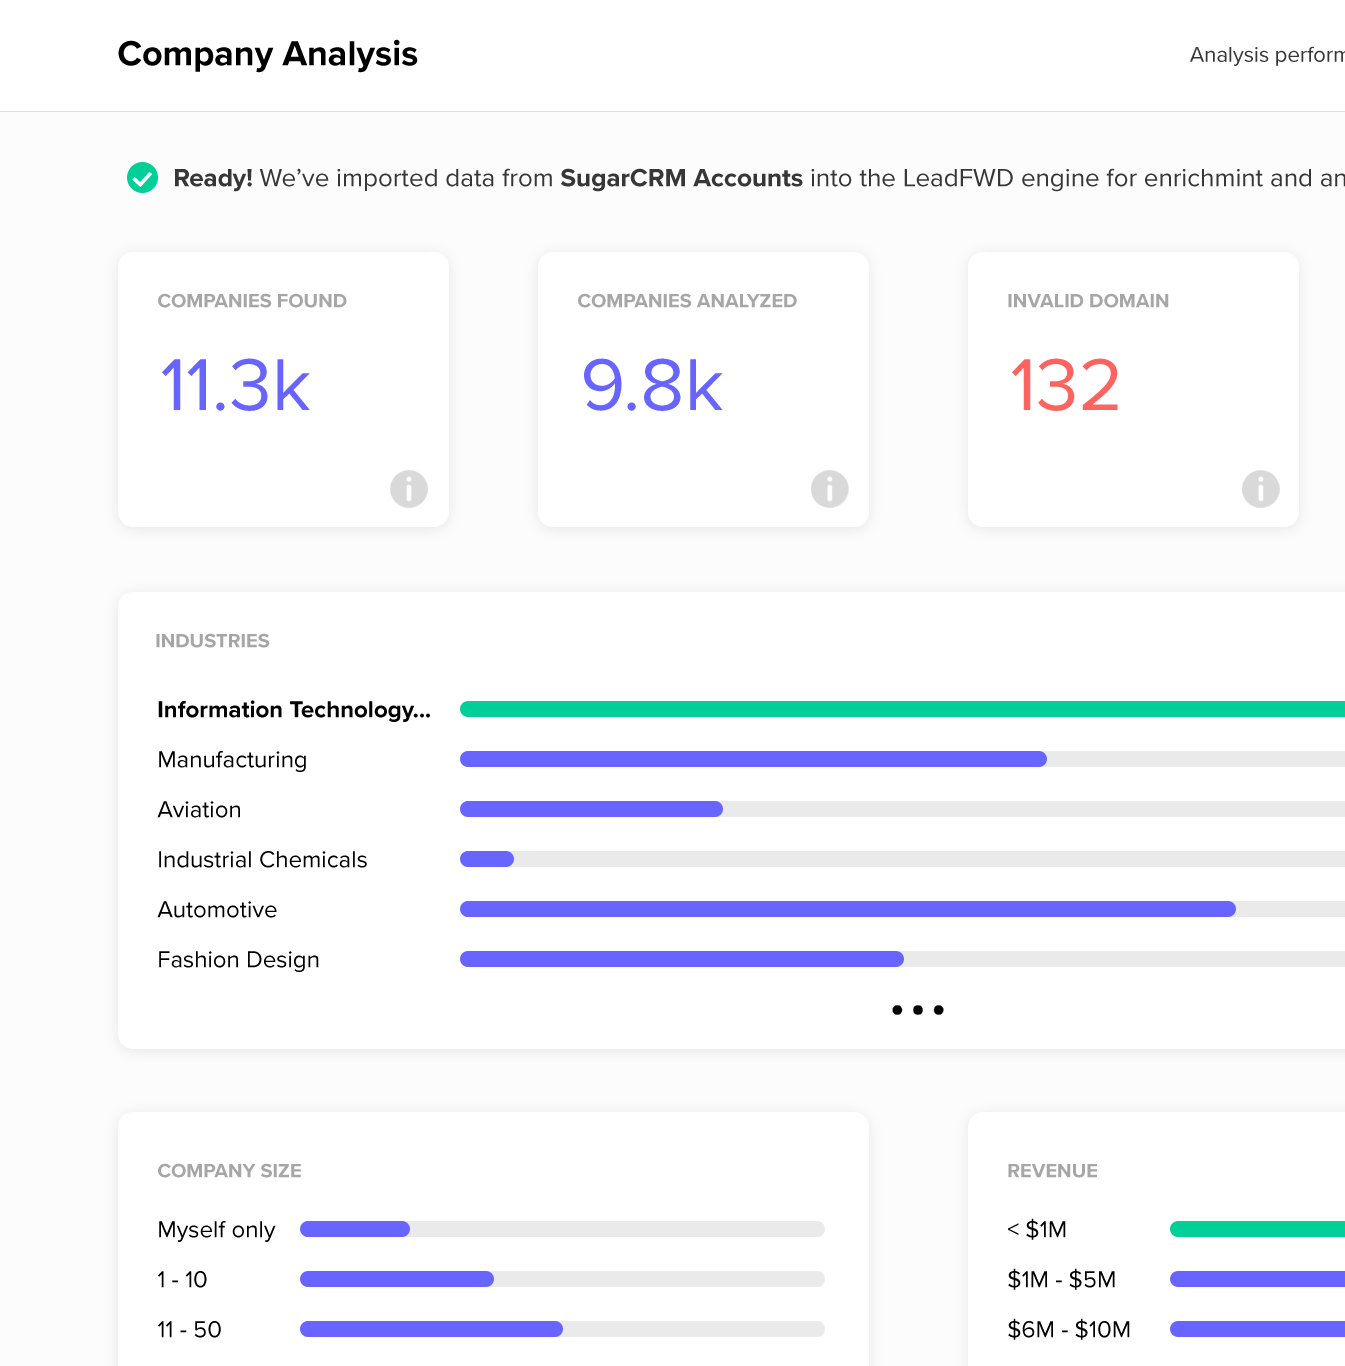 Company Analysis
Analysis perform
Ready! We’ve imported data from SugarCRM Accounts into the LeadFWD engine for enrichmint and an
COMPANIES FOUND
11.3k
COMPANIES ANALYZED
9.8k
INVALID DOMAIN
132
INDUSTRIES
Information Technology...
Manufacturing
Aviation
Industrial Chemicals
Automotive
Fashion Design
COMPANY SIZE
Myself only
1 - 10
11 - 50
REVENUE
< $1M
$1M - $5M
$6M - $10M